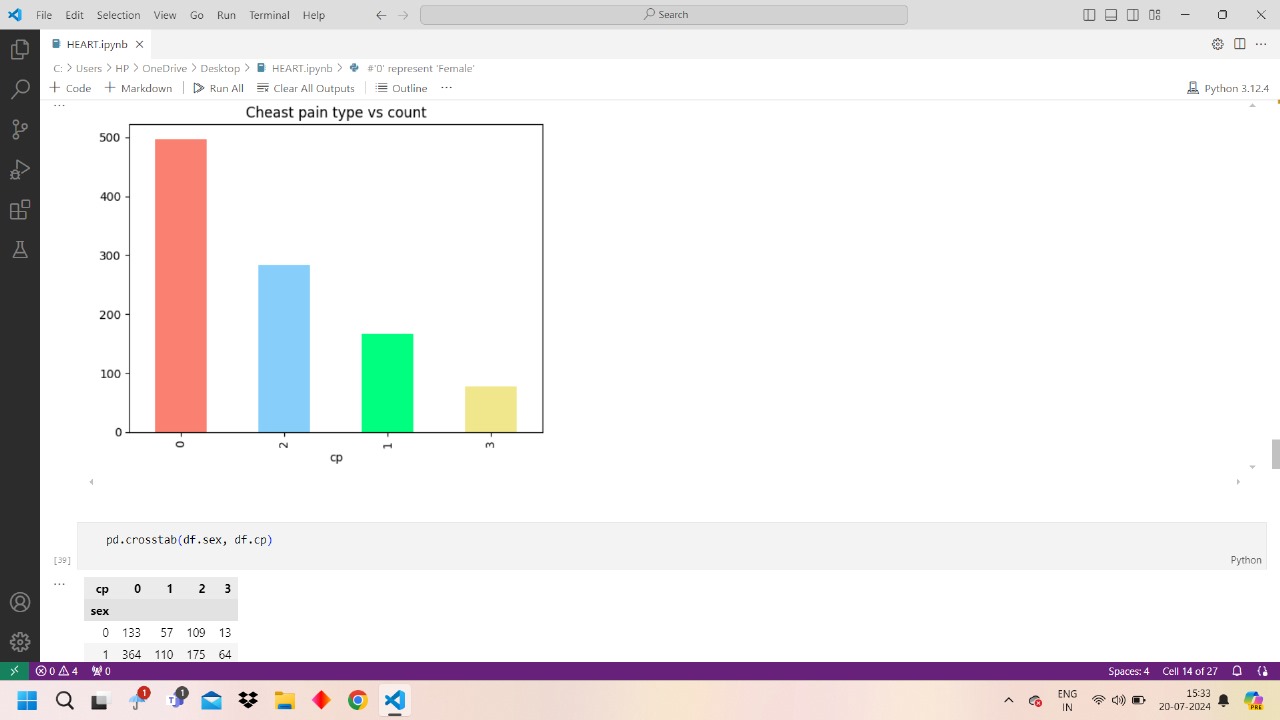 File Edit Selection View Go Run Terminal Help
Search
HEART.ipynb
C: > Users > HP > OneDrive > Desktop > HEART.ipynb > #'0' represent 'Female'
+ Code + Markdown Run All Clear All Outputs Outline ...
Python 3.12.4
Cheast pain type vs count
500
400
300
200
100
0
0 2 1 3
cp
pd.crosstab(df.sex, df.cp)
[39]
Python
cp 0 1 2 3
sex
0 133 57 109 13
1 364 110 175 64
0 4 0
Spaces: 4 Cell 14 of 27
1 1
ENG
IN
15:33
20-07-2024
PRE